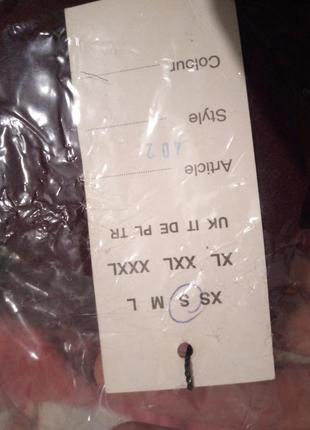 XS S M L
XL XXL XXXL
UK IT DE PL TR
Article
Style
Colour